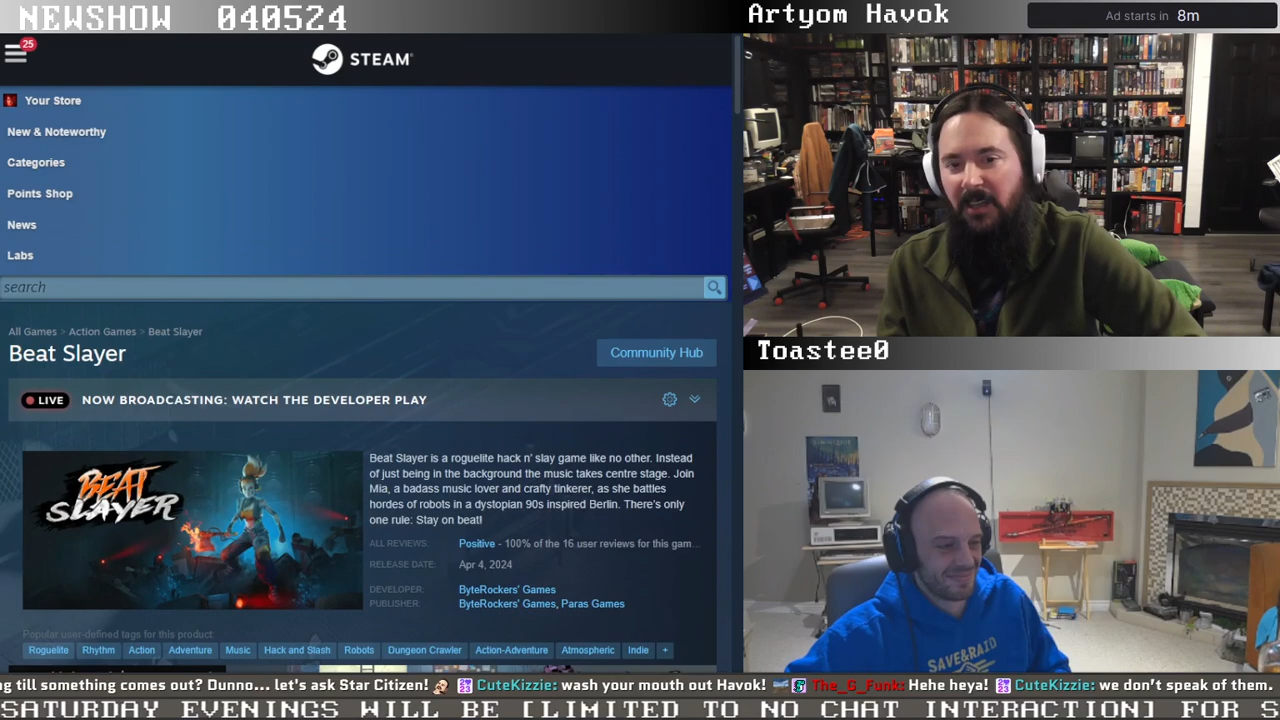 NEWSHOW 040524
Artyom Havok
Ad starts in 8m
25
STEAM
Your Store
New & Noteworthy
Categories
Points Shop
News
Labs
search
All Games > Action Games > Beat Slayer
Beat Slayer
Community Hub
LIVE NOW BROADCASTING: WATCH THE DEVELOPER PLAY
BEAT SLAYER
Beat Slayer is a roguelite hack n' slay game like no other. Instead
of just being in the background the music takes centre stage. Join
Mia, a badass music lover and crafty tinkerer, as she battles
hordes of robots in a dystopian 90s inspired Berlin. There's only
one rule: Stay on beat!
ALL REVIEWS: Positive - 100% of the 16 user reviews for this gam...
RELEASE DATE: Apr 4, 2024
DEVELOPER: ByteRockers' Games
PUBLISHER: ByteRockers' Games, Paras Games
Popular user-defined tags for this product:
Roguelite Rhythm Action Adventure Music Hack and Slash Robots Dungeon Crawler Action-Adventure Atmospheric Indie +
Toastee0
SAVE&RAID
g till something comes out? Dunno... let's ask Star Citizen! CuteKizzie: wash your mouth out Havok! The_G_Funk: Hehe heya! CuteKizzie: we don't speak of them.
SATURDAY EVENINGS WILL BE [LIMITED TO NO CHAT INTERACTION] FOR S